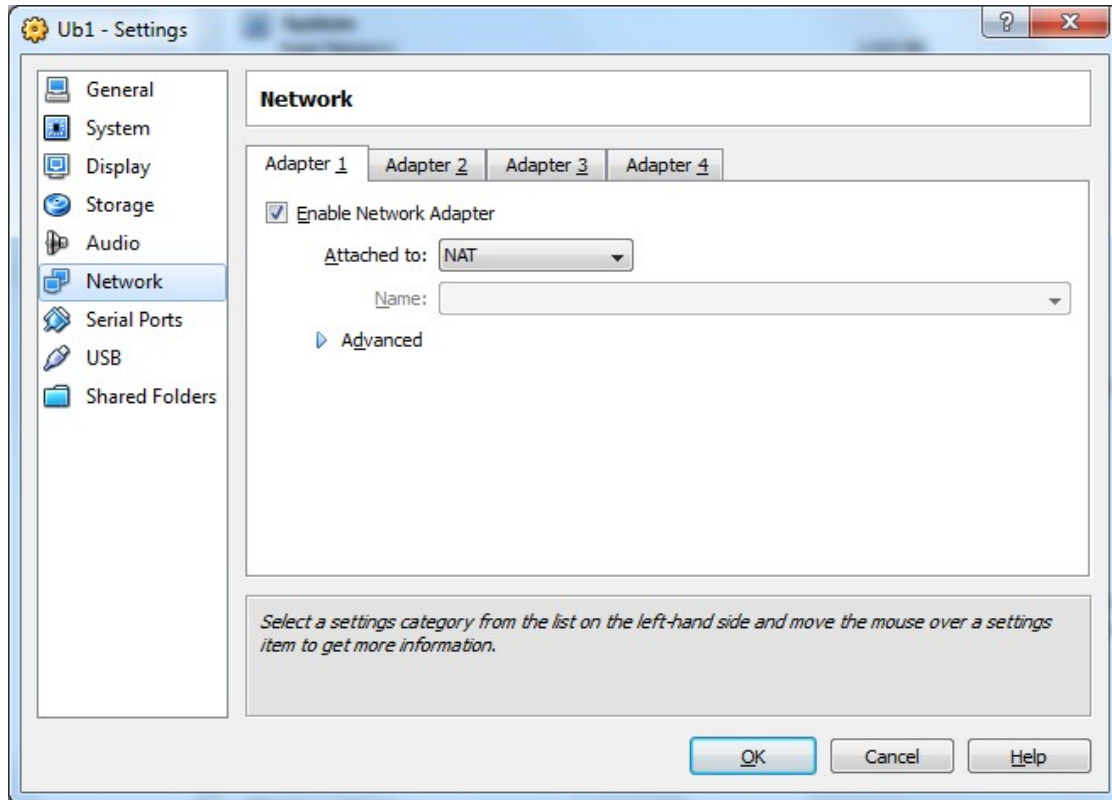 Ub1 - Settings
General
System
Display
Storage
Audio
Network
Serial Ports
USB
Shared Folders
Network
Adapter 1 Adapter 2 Adapter 3 Adapter 4
Enable Network Adapter
Attached to: NAT
Name:
Advanced
Select a settings category from the list on the left-hand side and move the mouse over a settings
item to get more information.
OK Cancel Help